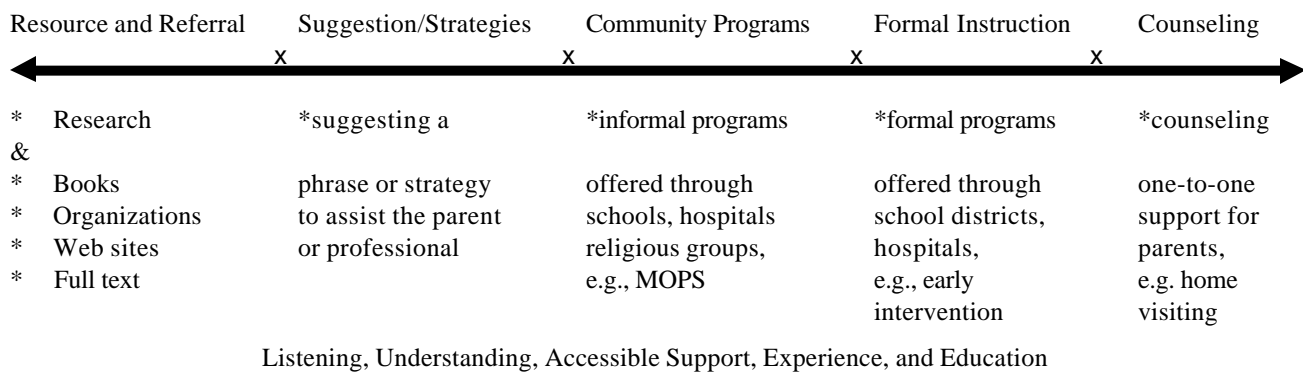 Resource and Referral Suggestion/Strategies Community Programs Formal Instruction Counseling
x x x x
* Research *suggesting a *informal programs *formal programs *counseling
&
* Books phrase or strategy offered through offered through one-to-one
* Organizations to assist the parent schools, hospitals school districts, support for
* Web sites or professional religious groups, hospitals, parents,
* Full text e.g., MOPS e.g., early e.g. home
intervention visiting
Listening, Understanding, Accessible Support, Experience, and Education